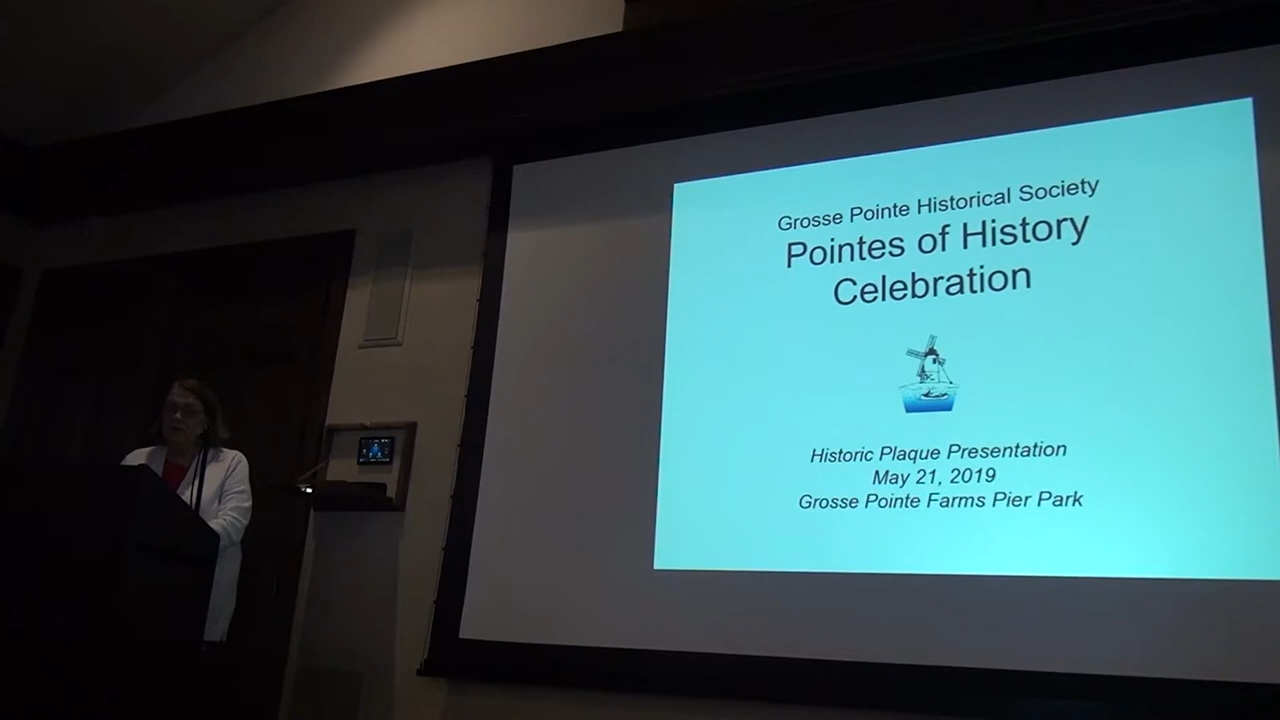 Grosse Pointe Historical Society
Pointes of History
Celebration
Historic Plaque Presentation
May 21, 2019
Grosse Pointe Farms Pier Park